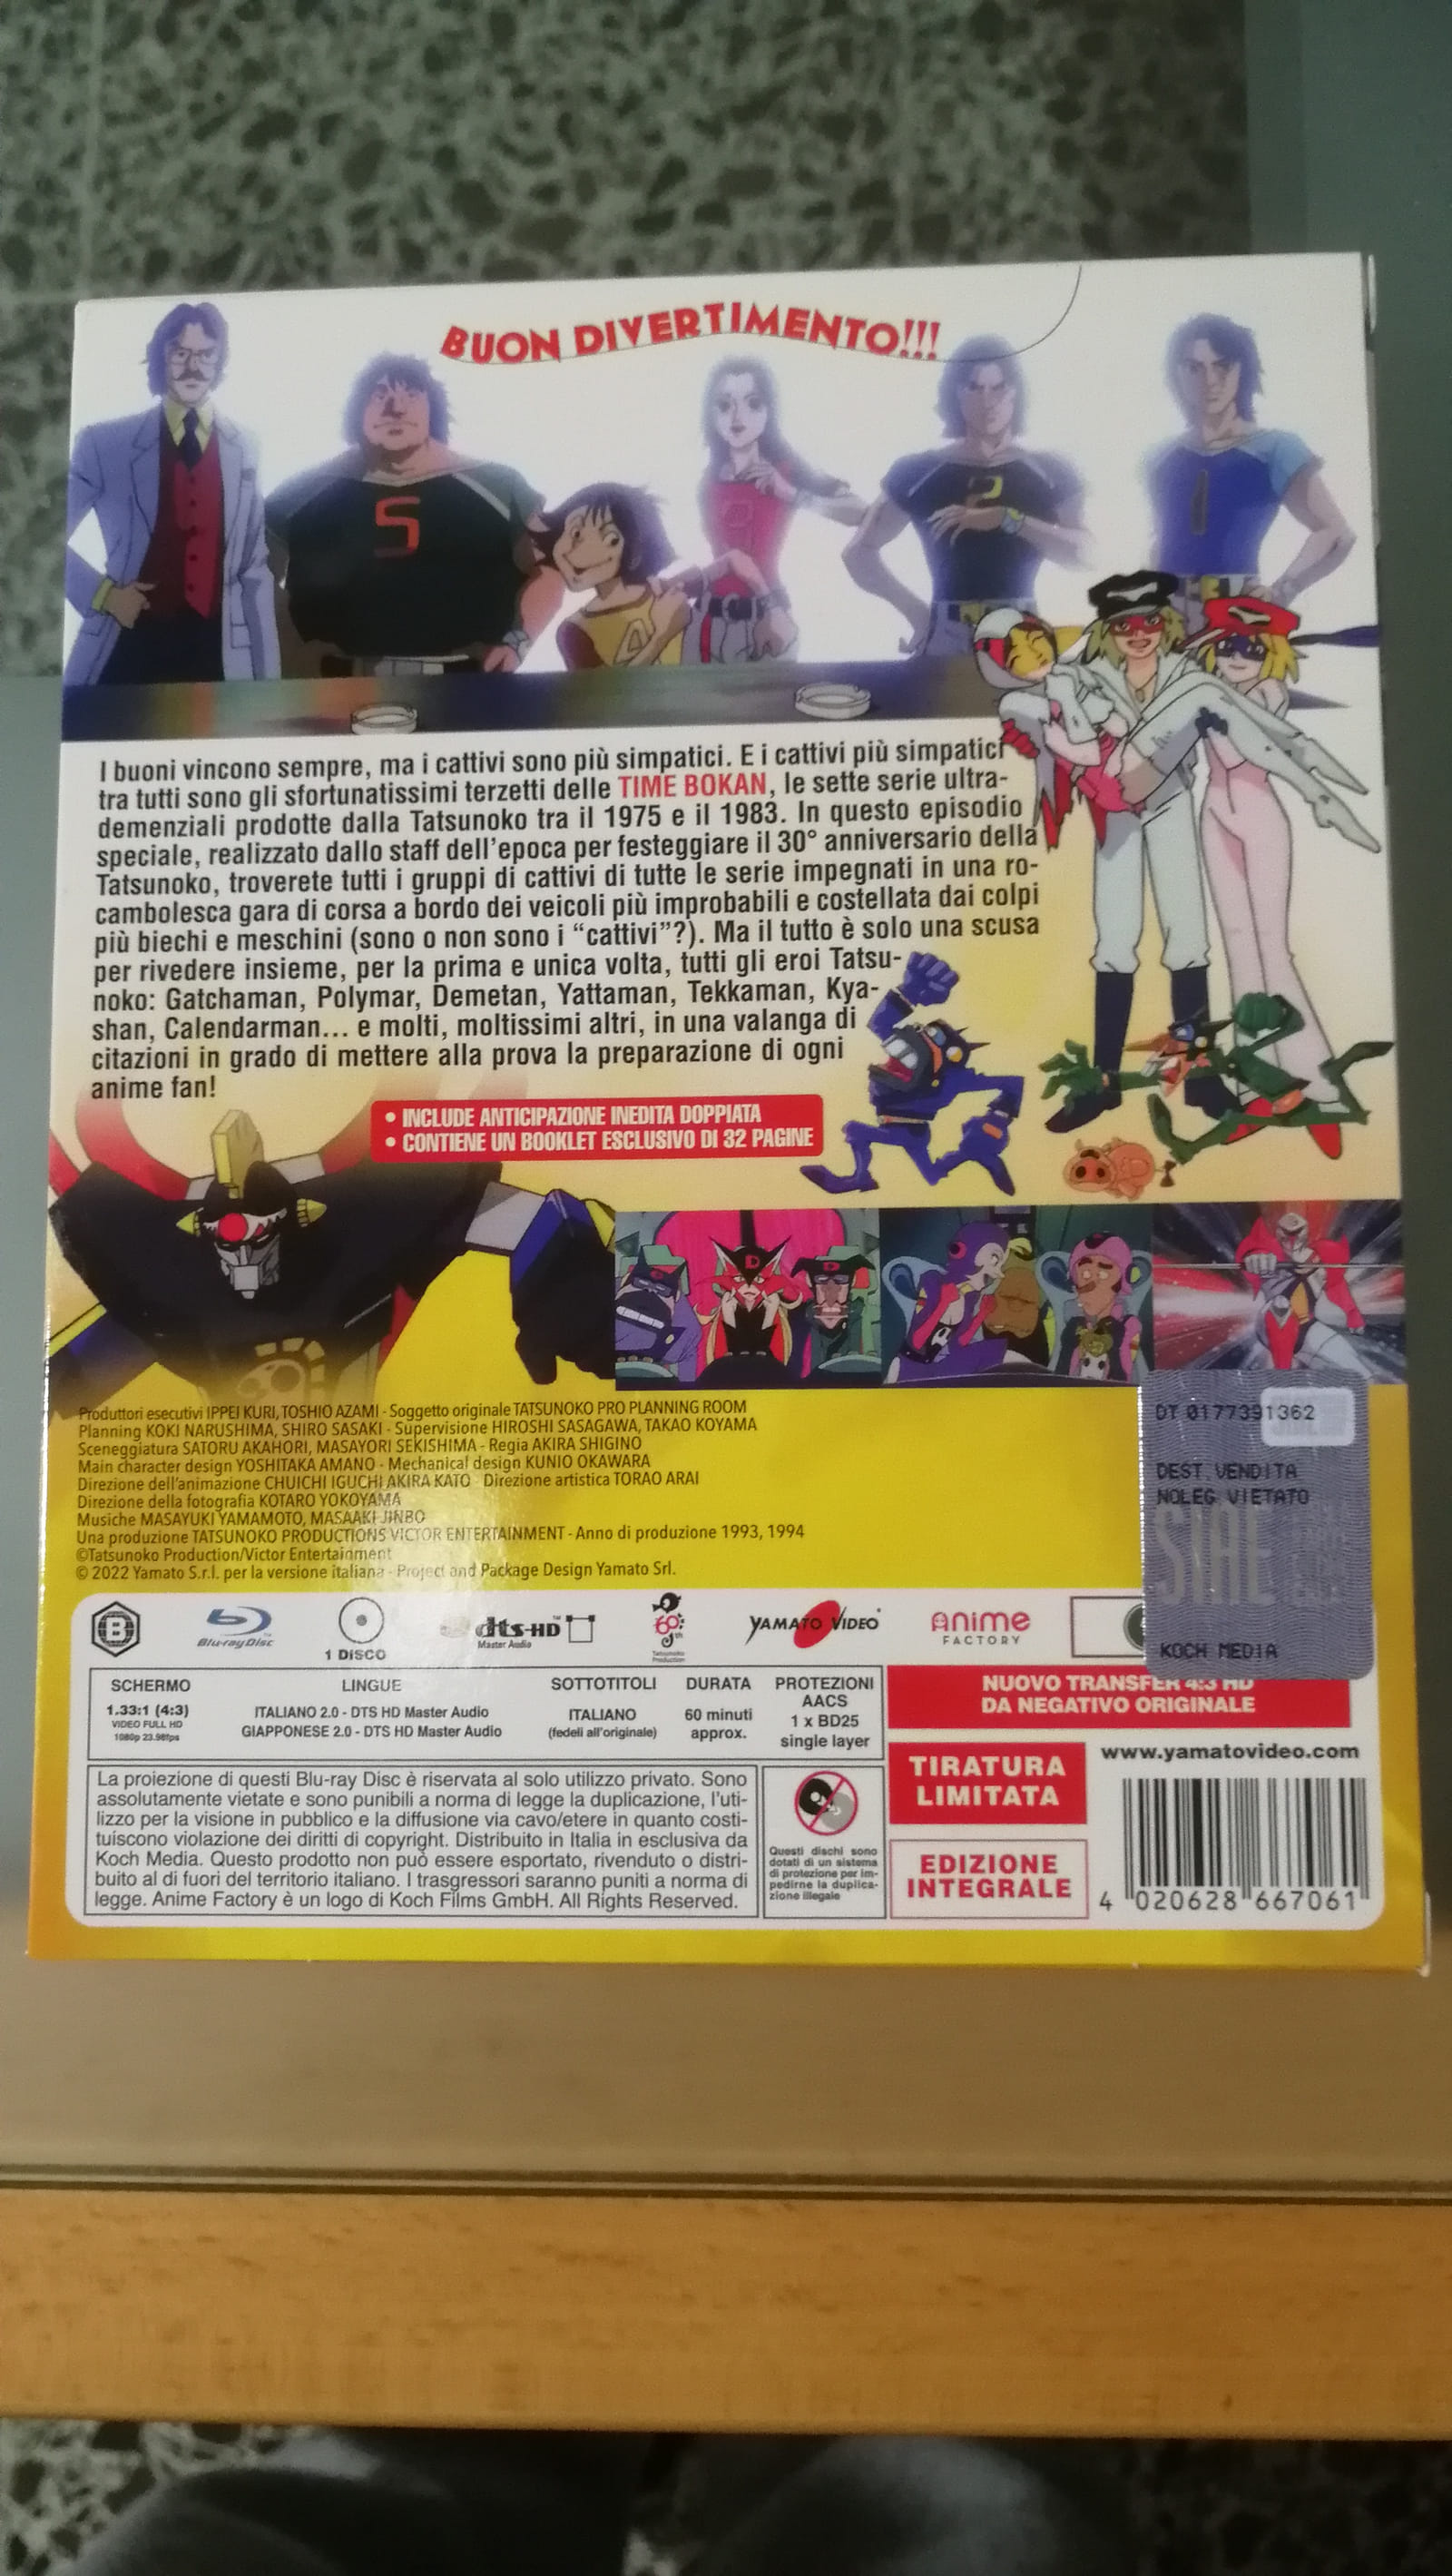 BUON DIVERTIMENTO!!!
5
2
1
I buoni vincono sempre, ma i cattivi sono più simpatici. E i cattivi più simpatici
tra tutti sono gli sfortunatissimi terzetti delle TIME BOKAN, le sette serie ultra-
demenziali prodotte dalla Tatsunoko tra il 1975 e il 1983. In questo episodio
speciale, realizzato dallo staff dell'epoca per festeggiare il 30° anniversario della
Tatsunoko, troverete tutti i gruppi di cattivi di tutte le serie impegnati in una ro-
cambolesca gara di corsa a bordo dei veicoli più improbabili e costellata dai colpi
più biechi e meschini (sono o non sono i “cattivi”?). Ma il tutto è solo una scusa
per rivedere insieme, per la prima e unica volta, tutti gli eroi Tatsu-
noko: Gatchaman, Polymar, Demetan, Yattaman, Tekkaman, Kya-
shan, Calendarman... e molti, moltissimi altri, in una valanga di
citazioni in grado di mettere alla prova la preparazione di ogni
anime fan!
• INCLUDE ANTICIPAZIONE INEDITA DOPPIATA
• CONTIENE UN BOOKLET ESCLUSIVO DI 32 PAGINE
D
Produttori esecutivi IPPEI KURI, TOSHIO AZAMI - Soggetto originale TATSUNOKO PRO PLANNING ROOM
Planning KOKI NARUSHIMA, SHIRO SASAKI - Supervisione HIROSHI SASAGAWA, TAKAO KOYAMA
Sceneggiatura SATORU AKAHORI, MASAYORI SEKISHIMA - Regia AKIRA SHIGINO
Main character design YOSHITAKA AMANO - Mechanical design KUNIO OKAWARA
Direzione dell'animazione CHUICHI IGUCHI AKIRA KATO - Direzione artistica TORAO ARAI
Direzione della fotografia KOTARO YOKOYAMA
Musiche MASAYUKI YAMAMOTO, MASAAKI JINBO
Una produzione TATSUNOKO PRODUCTIONS VICTOR ENTERTAINMENT - Anno di produzione 1993, 1994
©Tatsunoko Production/Victor Entertainment
© 2022 Yamato S.r.l. per la versione italiana - Project and Package Design Yamato Srl.
DT 0177391362
DEST.VENDITA
NOLEG.VIETATO
SIAE
KOCH MEDIA
B
Blu-ray Disc
1 DISCO
dts-HD
Master Audio
60th
Tatsunoko
Production
YAMATO VIDEO
anime
FACTORY
SCHERMO
1.33:1 (4:3)
VIDEO FULL HD
1080p 23.98fps
LINGUE
ITALIANO 2.0 - DTS HD Master Audio
GIAPPONESE 2.0 - DTS HD Master Audio
SOTTOTITOLI
ITALIANO
(fedeli all'originale)
DURATA
60 minuti
approx.
PROTEZIONI
AACS
1 x BD25
single layer
NUOVO TRANSFER 4:3 HD
DA NEGATIVO ORIGINALE
La proiezione di questi Blu-ray Disc è riservata al solo utilizzo privato. Sono
assolutamente vietate e sono punibili a norma di legge la duplicazione, l'uti-
lizzo per la visione in pubblico e la diffusione via cavo/etere in quanto costi-
tuiscono violazione dei diritti di copyright. Distribuito in Italia in esclusiva da
Koch Media. Questo prodotto non può essere esportato, rivenduto o distri-
buito al di fuori del territorio italiano. I trasgressori saranno puniti a norma di
legge. Anime Factory è un logo di Koch Films GmbH. All Rights Reserved.
Questi dischi sono
dotati di un sistema
di protezione per im-
pedirne la duplica-
zione illegale
TIRATURA
LIMITATA
EDIZIONE
INTEGRALE
www.yamatovideo.com
4 020628 667061